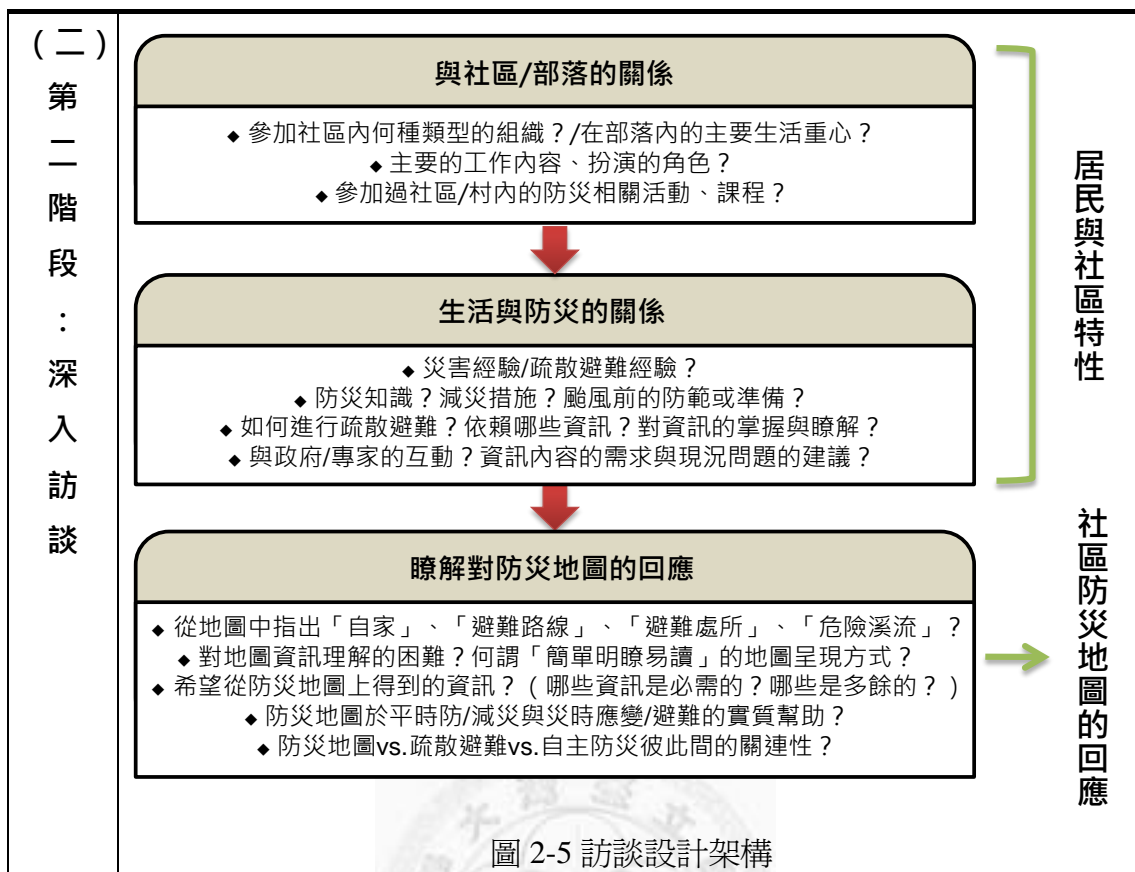 (二)第二階段：深入訪談
與社區/部落的關係
◆ 參加社區內何種類型的組織？/在部落內的主要生活重心？
◆ 主要的工作內容、扮演的角色？
◆ 參加過社區/村內的防災相關活動、課程？
生活與防災的關係
◆ 災害經驗/疏散避難經驗？
◆ 防災知識？減災措施？颱風前的防範或準備？
◆ 如何進行疏散避難？依賴哪些資訊？對資訊的掌握與瞭解？
◆ 與政府/專家的互動？資訊內容的需求與現況問題的建議？
居民與社區特性
瞭解對防災地圖的回應
◆ 從地圖中指出「自家」、「避難路線」、「避難處所」、「危險溪流」？
◆ 對地圖資訊理解的困難？何謂「簡單明瞭易讀」的地圖呈現方式？
◆ 希望從防災地圖上得到的資訊？（哪些資訊是必需的？哪些是多餘的？）
◆ 防災地圖於平時防/減災與災時應變/避難的實質幫助？
◆ 防災地圖vs.疏散避難vs.自主防災彼此間的關連性？
社區防災地圖的回應
圖 2-5 訪談設計架構